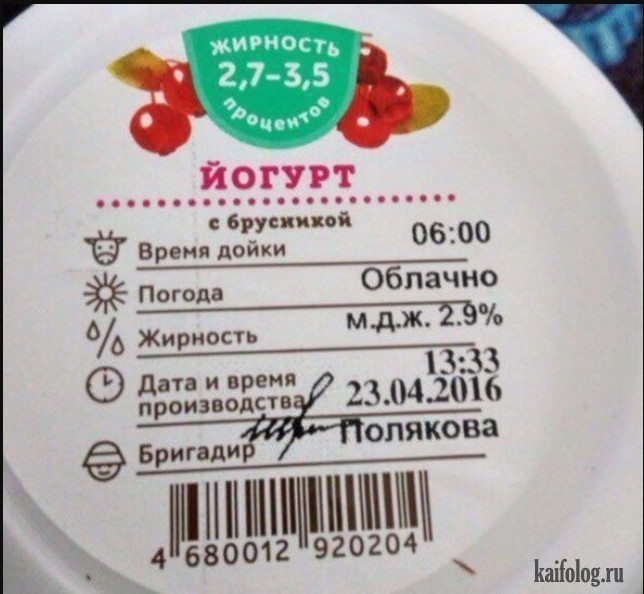 ЖИРНОСТЬ
2,7–3,5
процентов
ЙОГУРТ
с брусникой
Время дойки 06:00
Погода Облачно
Жирность м.д.ж. 2.9%
13:33
Дата и время
производства 23.04.2016
Бригадир Полякова
4 680012 920204
kaifolog.ru